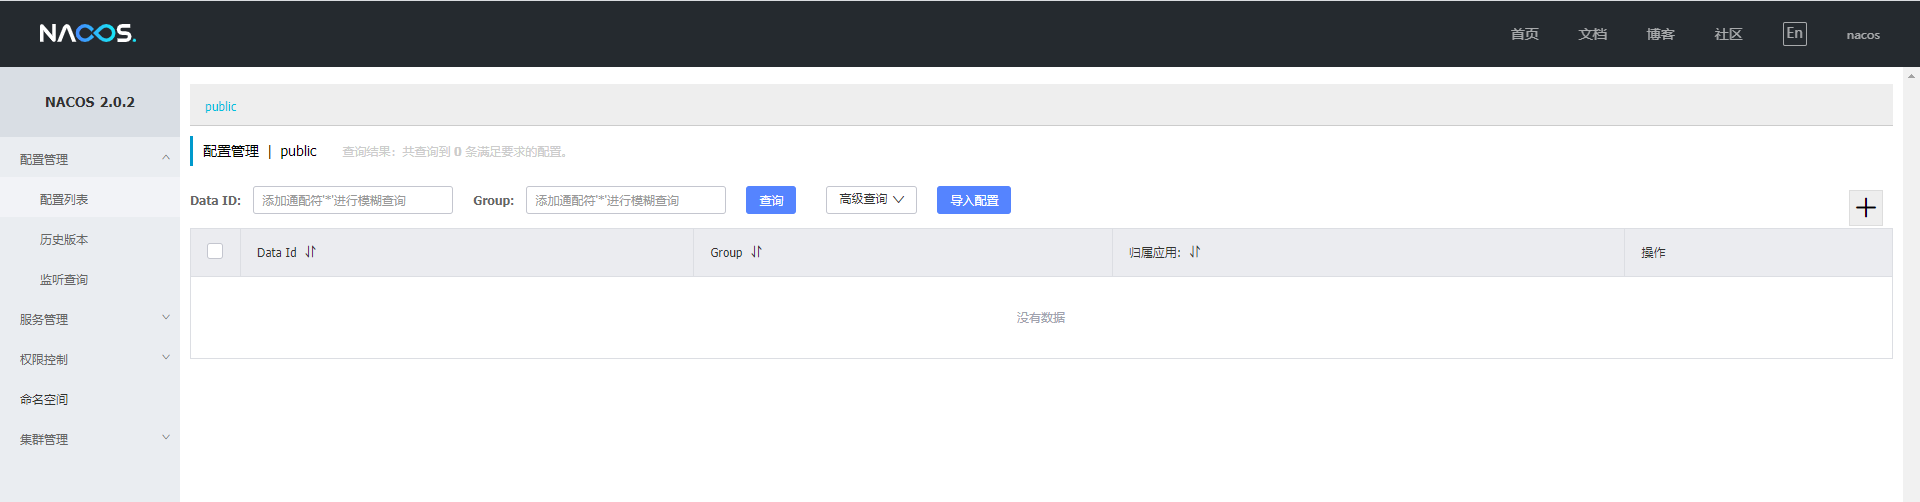 NACOS.
首页 文档 博客 社区 En nacos
NACOS 2.0.2
配置管理
配置列表
历史版本
监听查询
服务管理
权限控制
命名空间
集群管理
public
配置管理 | public 查询结果：共查询到 0 条满足要求的配置。
Data ID: 添加通配符'*'进行模糊查询 Group: 添加通配符'*'进行模糊查询 查询 高级查询 导入配置
Data Id Group 归属应用: 操作
没有数据